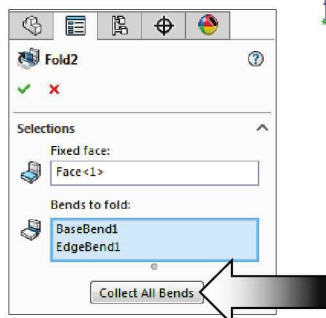 Fold2
Selections
Fixed face:
Face<1>
Bends to fold:
BaseBend1
EdgeBend1
Collect All Bends